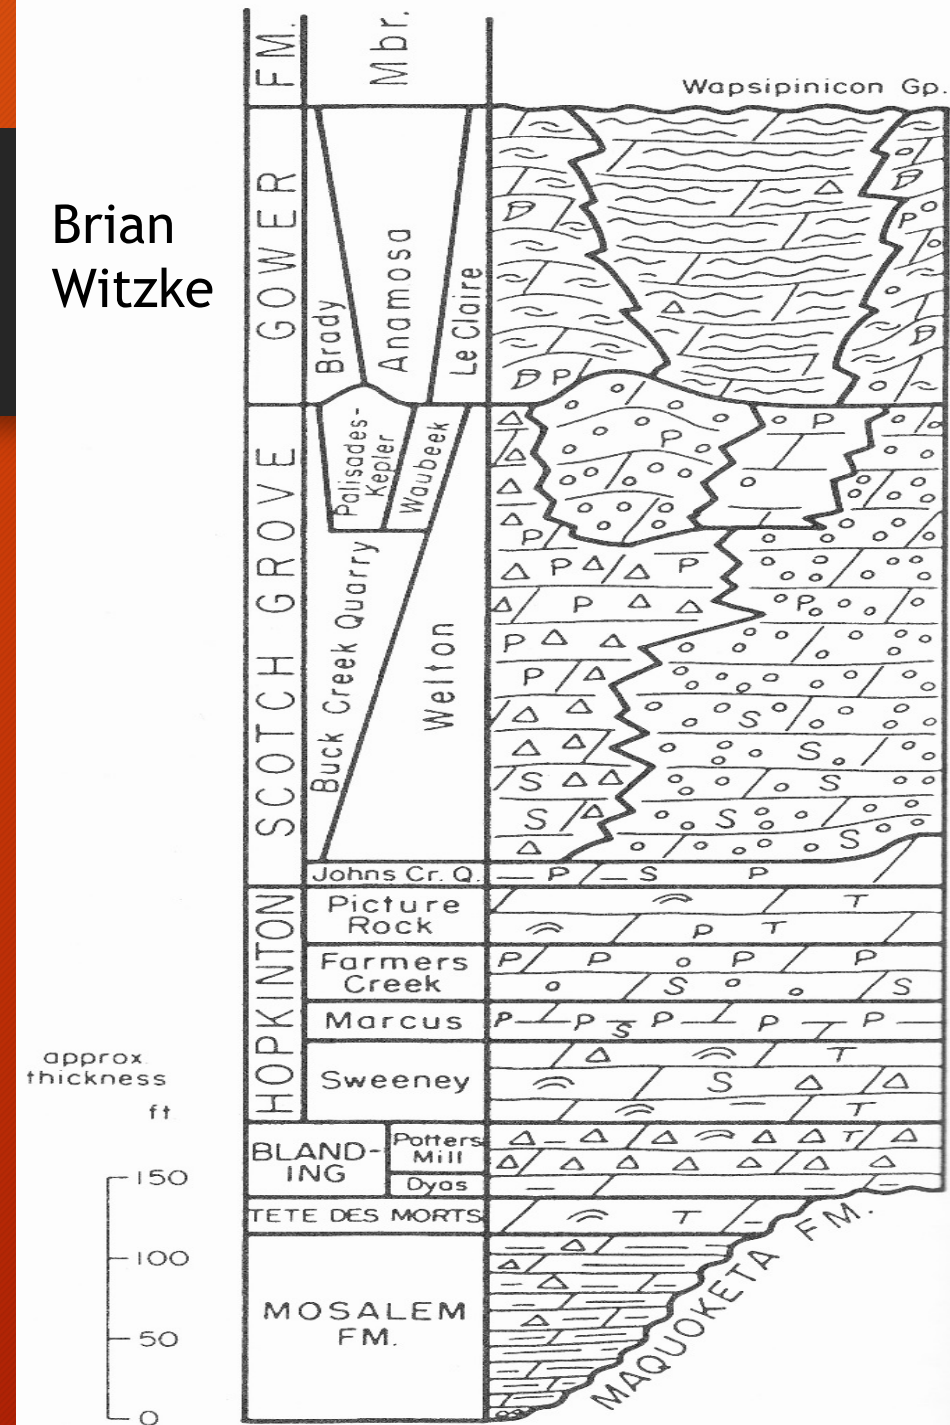 FM.
Mbr.
Wapsipinicon Gp.
Brian
Witzke
GOWER
Brady
Anamosa
Le Claire
SCOTCH GROVE
Palisades-
Kepler
Waubeek
Buck Creek Quarry
Welton
Johns Cr. Q.
HOPKINTON
Picture
Rock
Farmers
Creek
Marcus
Sweeney
BLAND-
ING
Potters
Mill
Dyas
TETE DES MORTS
MOSALEM
FM.
MAQUOKETA FM.
approx.
thickness
ft
150
100
50
0